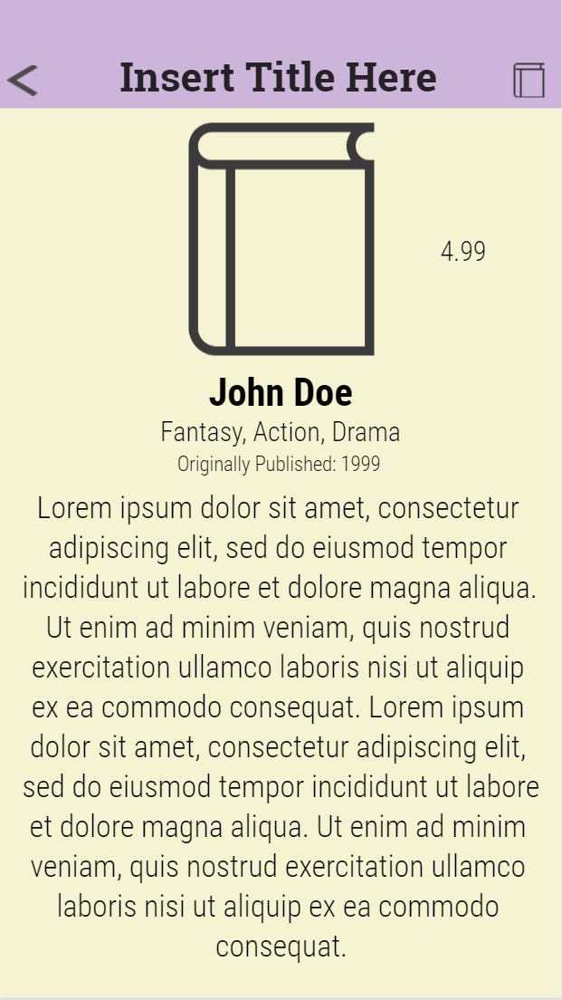 Insert Title Here
4.99
John Doe
Fantasy, Action, Drama
Originally Published: 1999
Lorem ipsum dolor sit amet, consectetur
adipiscing elit, sed do eiusmod tempor
incididunt ut labore et dolore magna aliqua.
Ut enim ad minim veniam, quis nostrud
exercitation ullamco laboris nisi ut aliquip
ex ea commodo consequat. Lorem ipsum
dolor sit amet, consectetur adipiscing elit,
sed do eiusmod tempor incididunt ut labore
et dolore magna aliqua. Ut enim ad minim
veniam, quis nostrud exercitation ullamco
laboris nisi ut aliquip ex ea commodo
consequat.